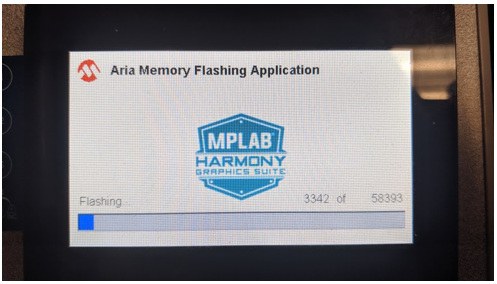 Aria Memory Flashing Application
MPLAB
HARMONY
GRAPHICS SUITE
Flashing... 3342 of 58393